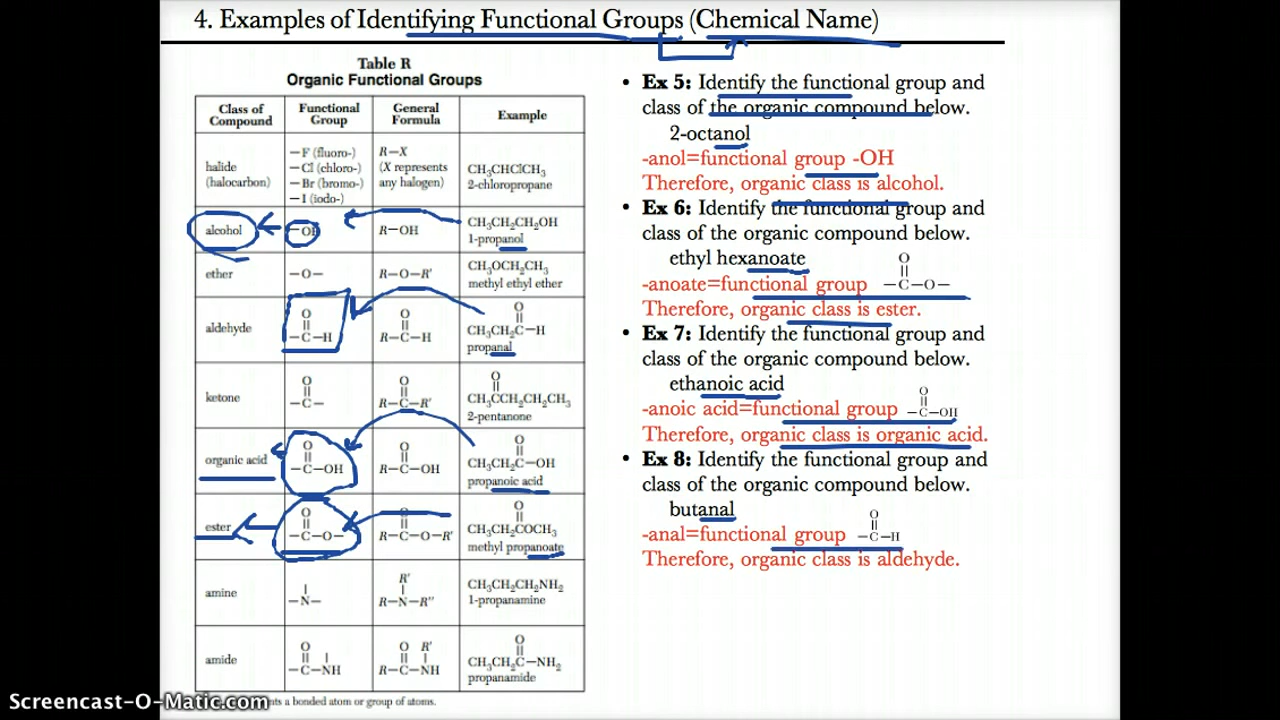 4. Examples of Identifying Functional Groups (Chemical Name)
Table R
Organic Functional Groups
Class of Compound	Functional Group	General Formula	Example
halide (halocarbon)	—F (fluoro-)	R—X	CH₃CHClCH₃
—Cl (chloro-)	(X represents	2-chloropropane
—Br (bromo-)	any halogen)
—I (iodo-)
alcohol	—OH	R—OH	CH₃CH₂CH₂OH
1-propanol
ether	—O—	R—O—R′	CH₃OCH₂CH₃
methyl ethyl ether
O	O	O
||	||	||
aldehyde	—C—H	R—C—H	CH₃CH₂C—H
propanal
O	O	O
||	||	||
ketone	—C—	R—C—R′	CH₃CCH₂CH₂CH₃
2-pentanone
O	O	O
||	||	||
organic acid	—C—OH	R—C—OH	CH₃CH₂C—OH
propanoic acid
O	O	O
||	||	||
ester	—C—O—	R—C—O—R′	CH₃CH₂COCH₃
methyl propanoate
R′
|	|
amine	—N—	R—N—R″	CH₃CH₂CH₂NH₂
1-propanamine
O	O R′	O
|| |	|| |	||
amide	—C—NH	R—C—NH	CH₃CH₂C—NH₂
propanamide
nts a bonded atom or group of atoms.
• Ex 5: Identify the functional group and
class of the organic compound below.
2-octanol
-anol=functional group -OH
Therefore, organic class is alcohol.
• Ex 6: Identify the functional group and
class of the organic compound below.
ethyl hexanoate
O
||
-anoate=functional group —C—O—
Therefore, organic class is ester.
• Ex 7: Identify the functional group and
class of the organic compound below.
ethanoic acid
O
||
-anoic acid=functional group —C—OH
Therefore, organic class is organic acid.
• Ex 8: Identify the functional group and
class of the organic compound below.
butanal
O
||
-anal=functional group —C—H
Therefore, organic class is aldehyde.
Screencast-O-Matic.com